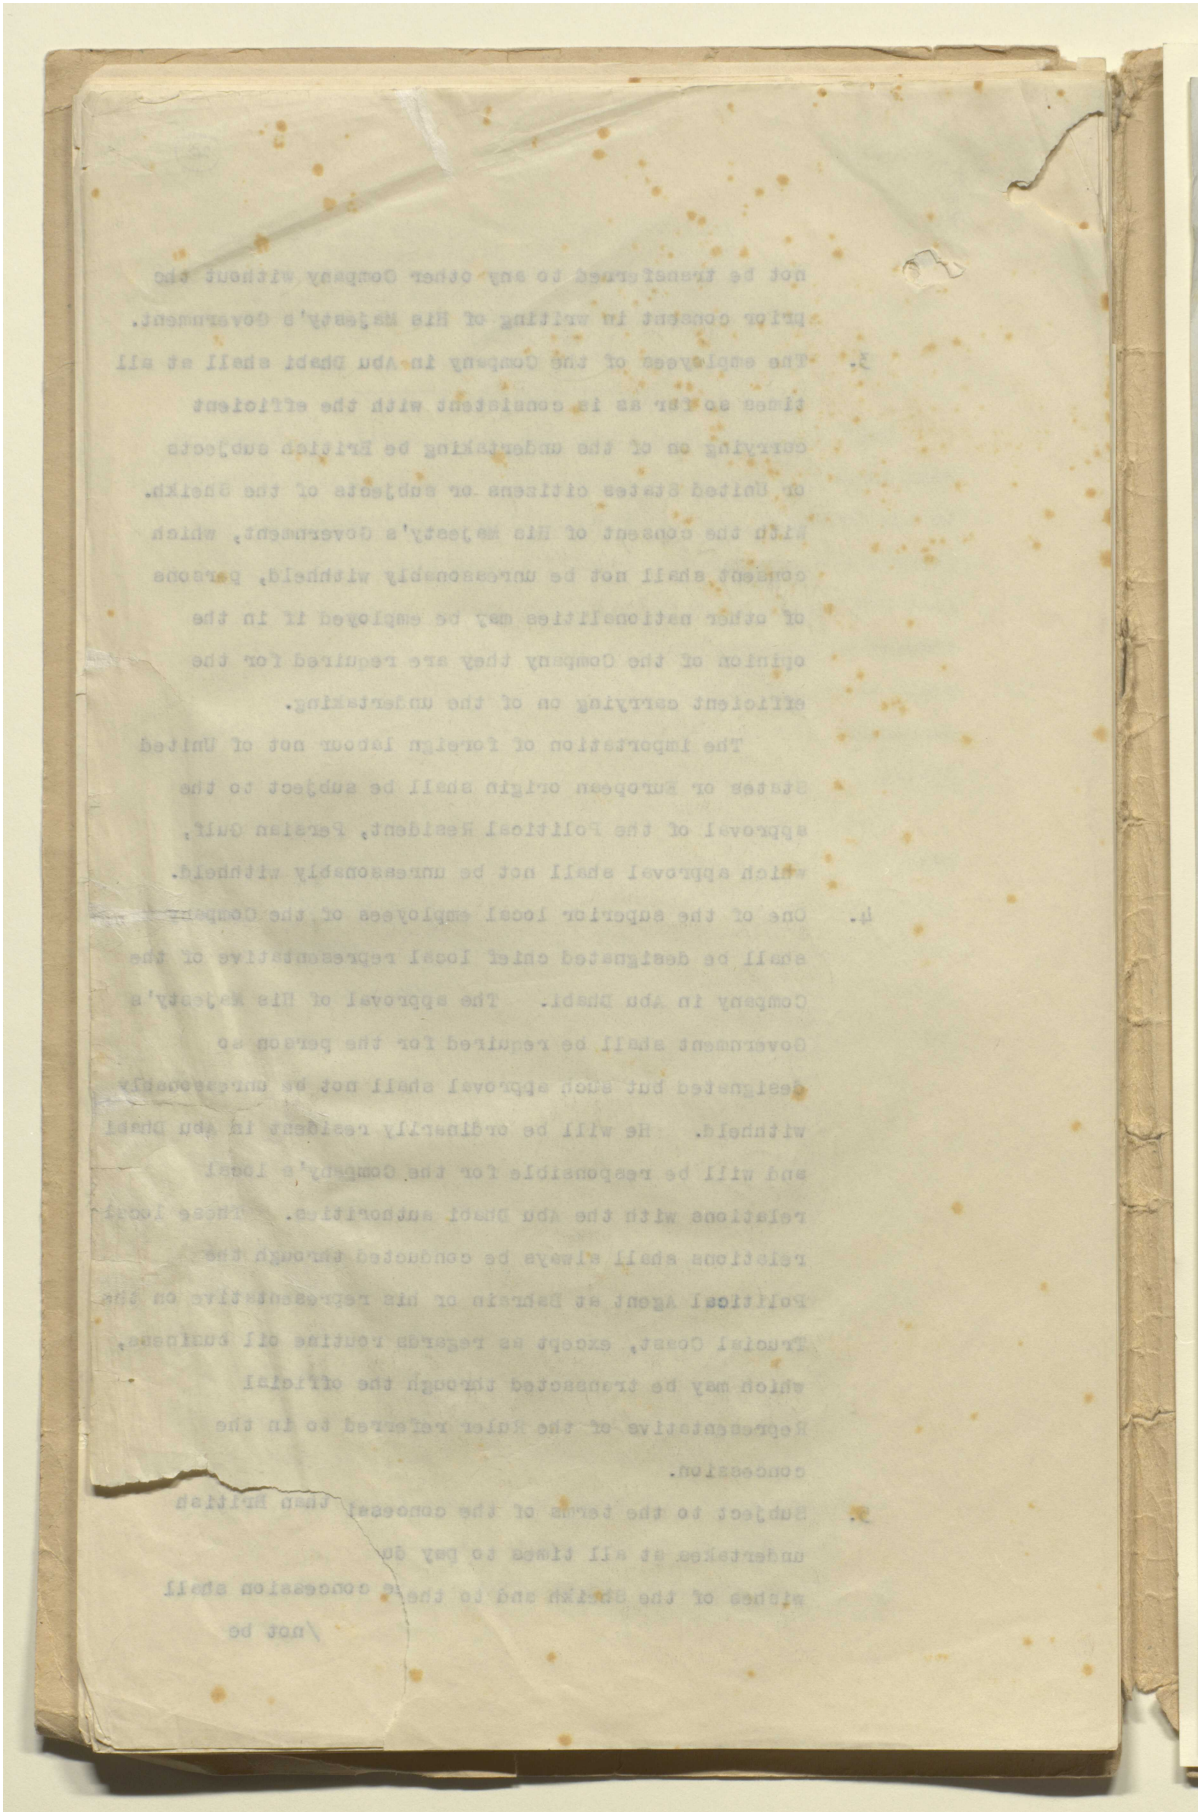 not be transferred to any other Company without the
prior consent in writing of His Majesty's Government.
3. The employees of the Company in Abu Dhabi shall at all
times so far as is consistent with the efficient
carrying on of the undertaking be British subjects
or United States citizens or subjects of the Sheikh.
With the consent of His Majesty's Government, which
consent shall not be unreasonably withheld, persons
of other nationalities may be employed if in the
opinion of the Company they are required for the
efficient carrying on of the undertaking.
The importation of foreign labour not of United
States or European origin shall be subject to the
approval of the Political Resident, Persian Gulf,
which approval shall not be unreasonably withheld.
4. One of the superior local employees of the Company
shall be designated chief local representative of the
Company in Abu Dhabi. The approval of His Majesty's
Government shall be required for the person so
designated but such approval shall not be unreasonably
withheld. He will be ordinarily resident in Abu Dhabi
and will be responsible for the Company's local
relations with the Abu Dhabi authorities. These local
relations shall always be conducted through the
Political Agent at Bahrain or his representative on the
Trucial Coast, except as regards routine oil business,
which may be transacted through the official
Representative of the Ruler referred to in the
concession.
5. Subject to the terms of the concessi than British
undertakes at all times to pay du
wishes of the Sheikh and to the concession shall
/not be